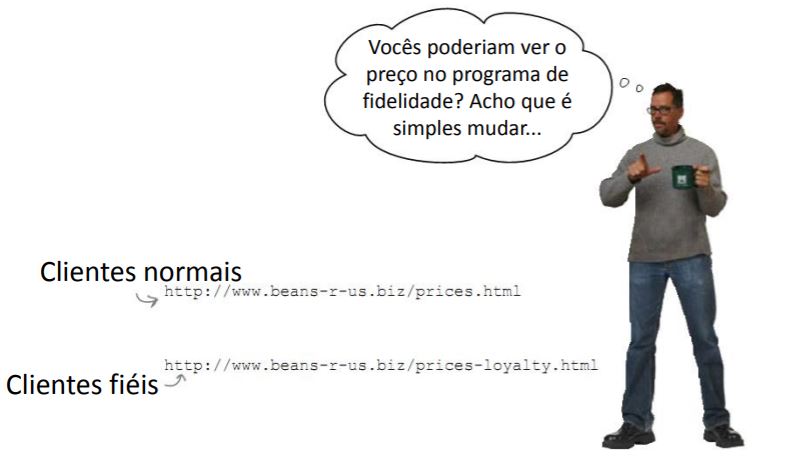 Vocês poderiam ver o
preço no programa de
fidelidade? Acho que é
simples mudar...
Clientes normais
http://www.beans-r-us.biz/prices.html
http://www.beans-r-us.biz/prices-loyalty.html
Clientes fiéis